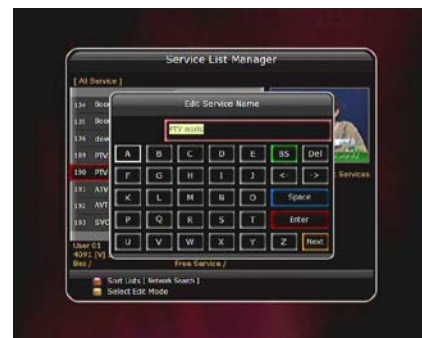 Service List Manager
[ All Service ]
Edit Service Name
134
135
136
189 PTV
190 PTV
191 ATV
192 AVT
193
PTV World
A B C D E BS Del
F G H I J <- ->
K L M N O Space
P Q R S T Enter
U V W X Y Z Next
Services
User 01
4091 [V]
Biss /
Free Service /
Sort Lists [ Network Search ]
Select Edit Mode